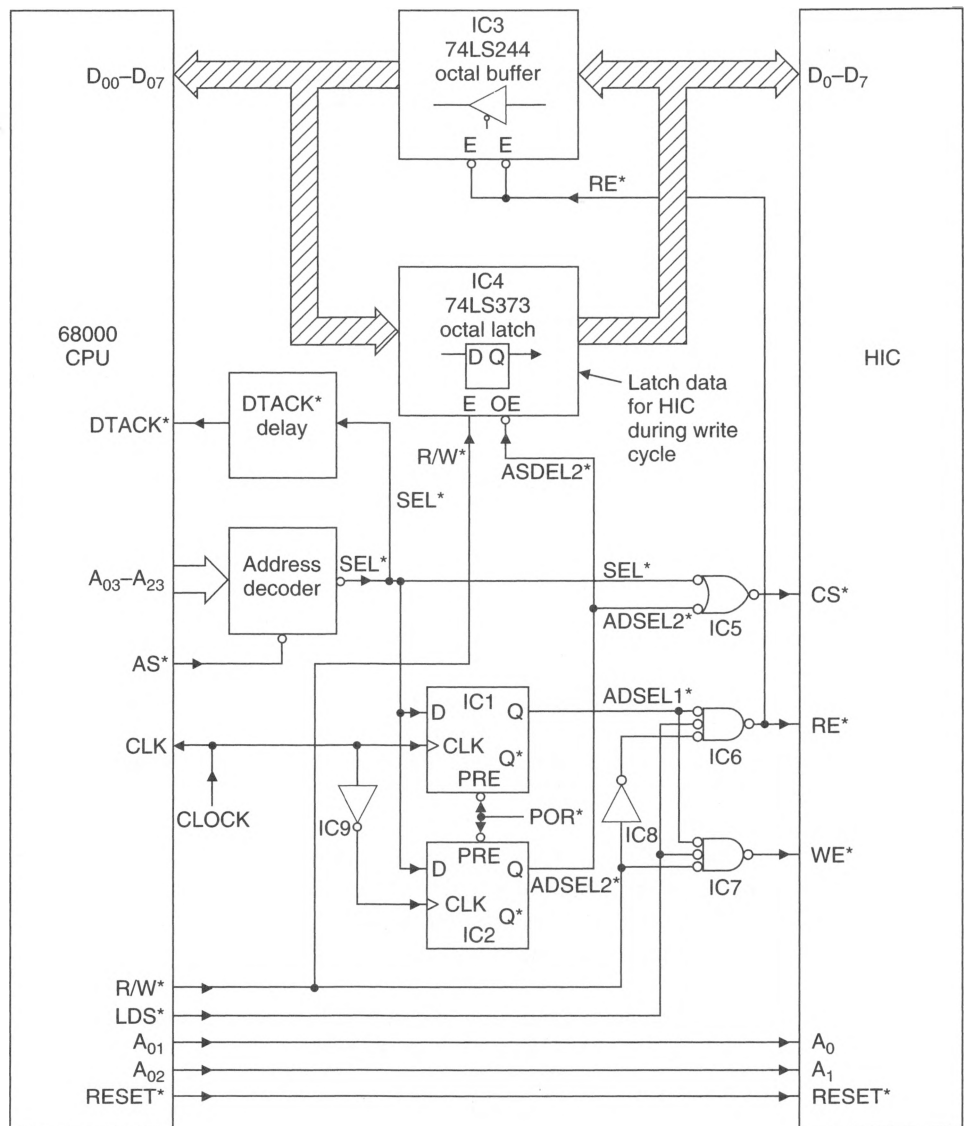 IC3
74LS244
octal buffer
E E
D₀₀–D₀₇
D₀–D₇
RE*
IC4
74LS373
octal latch
D Q
E OE
68000
CPU
HIC
Latch data
for HIC
during write
cycle
DTACK*
DTACK*
delay
R/W*
ASDEL2*
SEL*
A₀₃–A₂₃
Address
decoder
SEL*
SEL*
ADSEL2*
IC5
CS*
AS*
IC1
D Q
CLK
Q*
PRE
ADSEL1*
IC6
RE*
CLK
CLOCK
IC9
POR*
IC8
PRE
D Q
CLK
Q*
IC2
ADSEL2*
IC7
WE*
R/W*
LDS*
A₀₁
A₀
A₀₂
A₁
RESET*
RESET*